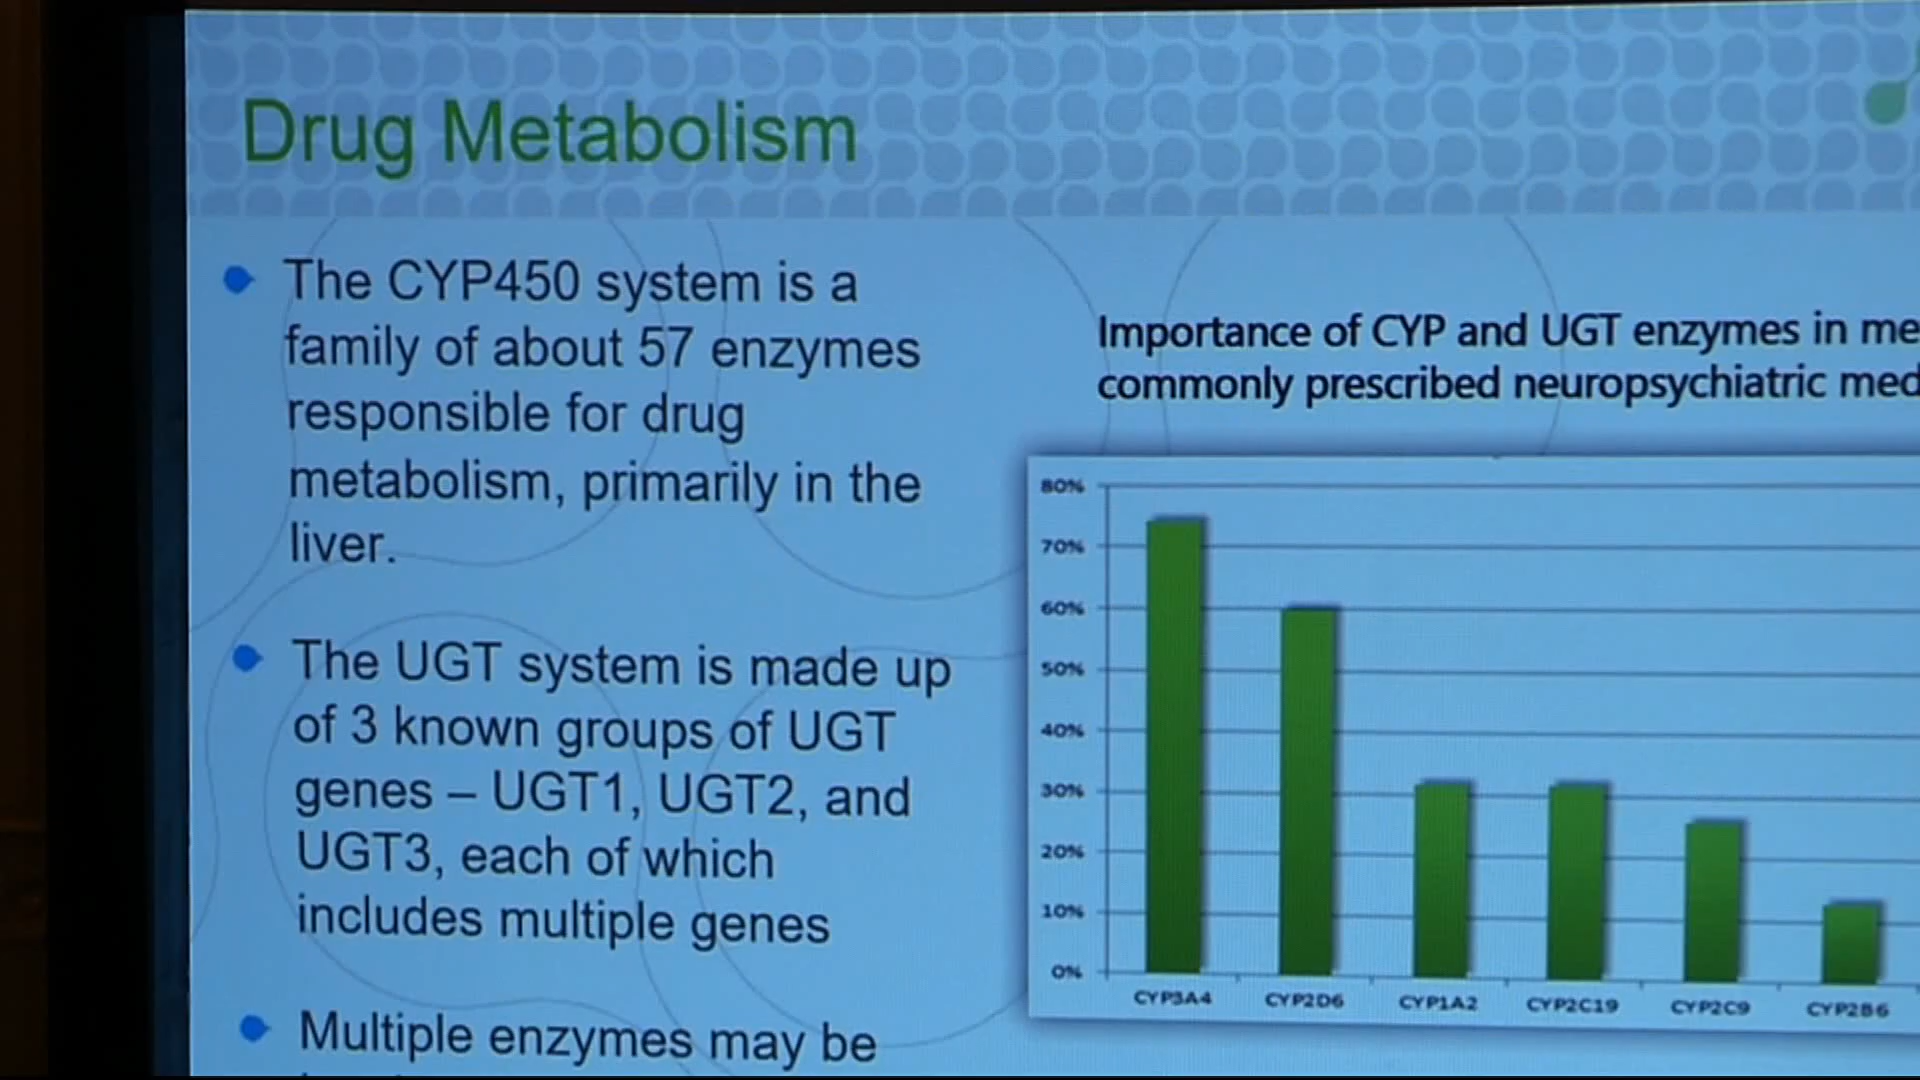 Drug Metabolism
The CYP450 system is a
family of about 57 enzymes
responsible for drug
metabolism, primarily in the
liver.
The UGT system is made up
of 3 known groups of UGT
genes – UGT1, UGT2, and
UGT3, each of which
includes multiple genes
Multiple enzymes may be
Importance of CYP and UGT enzymes in me
commonly prescribed neuropsychiatric med
80%
70%
60%
50%
40%
30%
20%
10%
0%
CYP3A4 CYP2D6 CYP1A2 CYP2C19 CYP2C9 CYP2B6